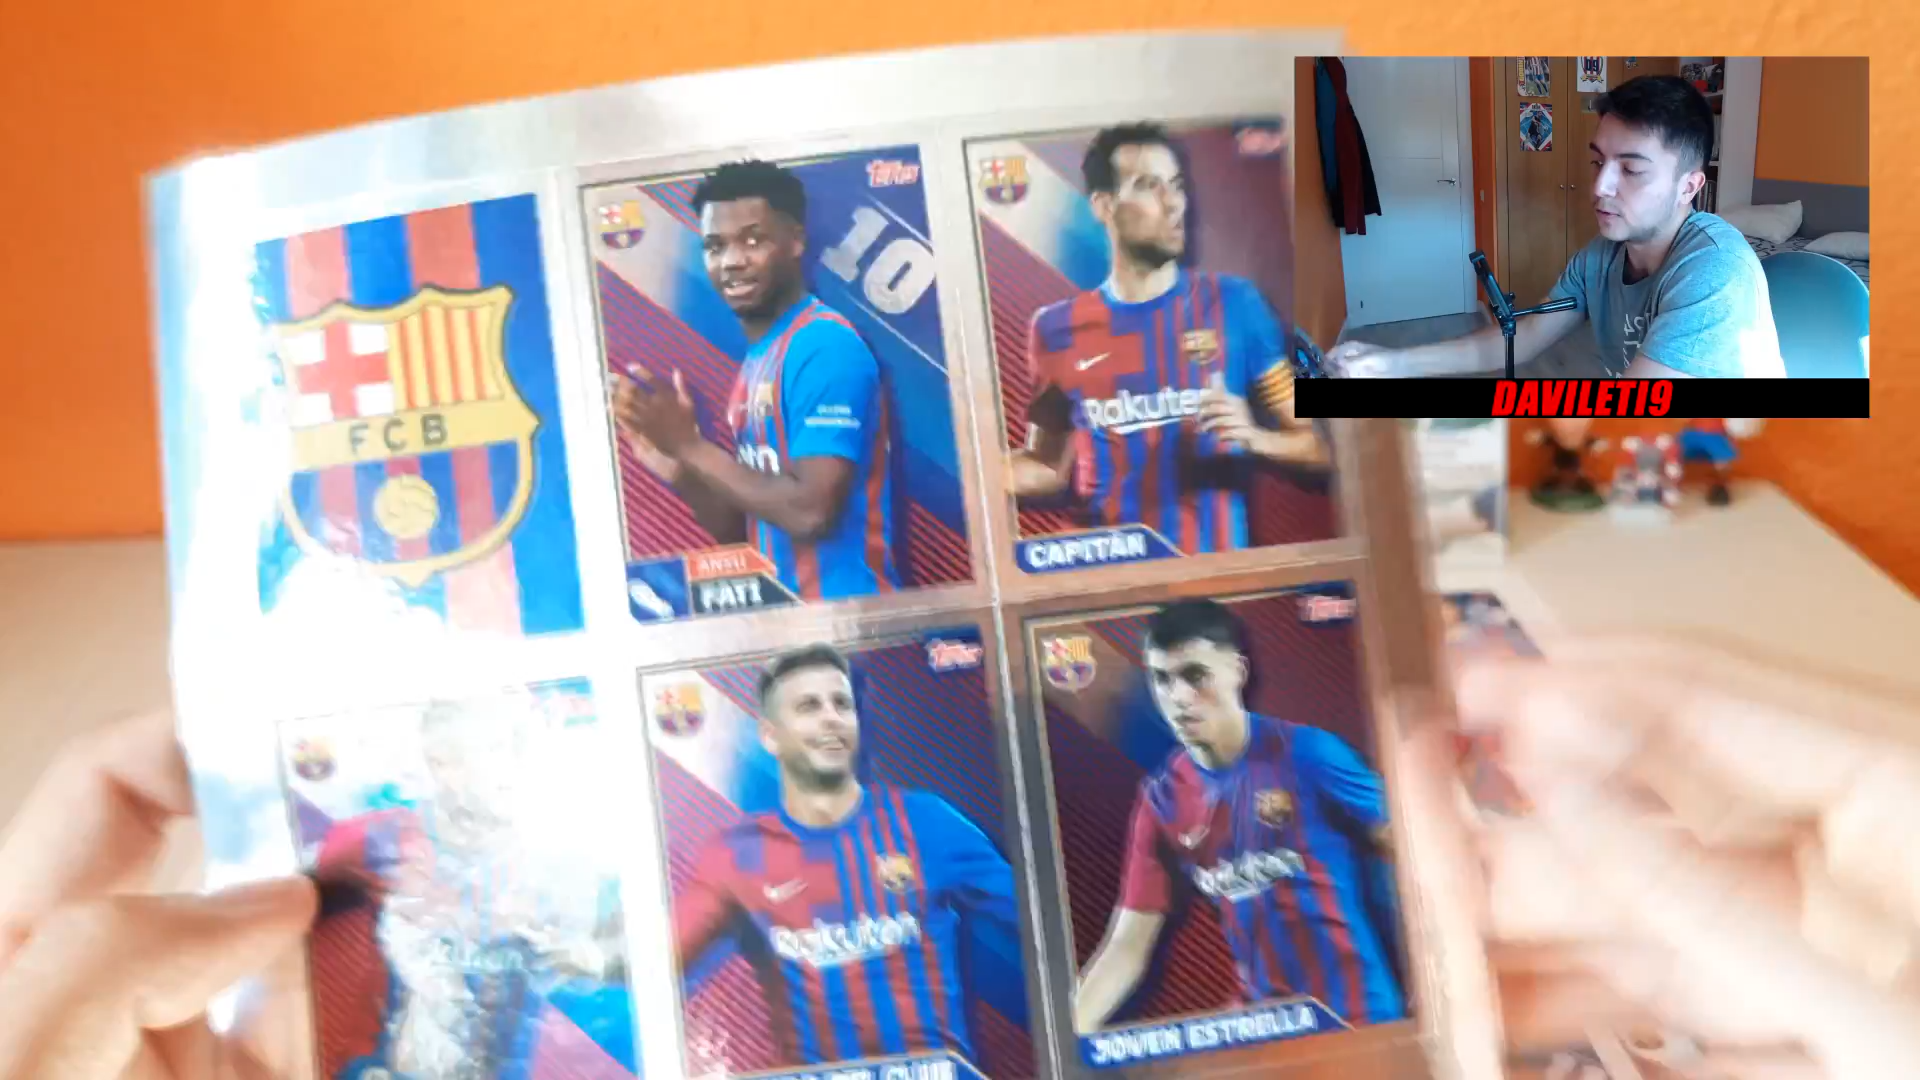 Topps
Topps
10
FCB
Rakuten
ANSU
FATI
CAPITÁN
Topps
Topps
Rakuten
Rakuten
JOVEN ESTRELLA
DAVILETI9